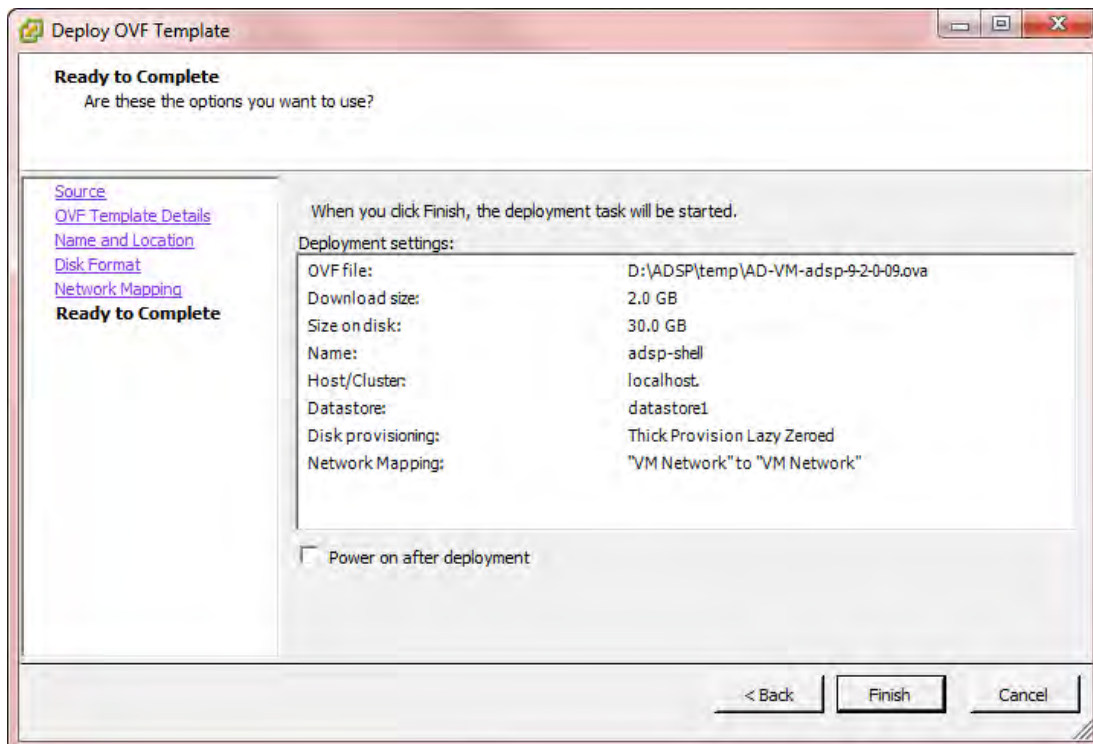 Deploy OVF Template
Ready to Complete
Are these the options you want to use?
Source
OVF Template Details
Name and Location
Disk Format
Network Mapping
Ready to Complete
When you click Finish, the deployment task will be started.
Deployment settings:
OVF file: D:\ADSP\temp\AD-VM-adsp-9-2-0-09.ova
Download size: 2.0 GB
Size on disk: 30.0 GB
Name: adsp-shell
Host/Cluster: localhost.
Datastore: datastore1
Disk provisioning: Thick Provision Lazy Zeroed
Network Mapping: "VM Network" to "VM Network"
Power on after deployment
< Back Finish Cancel